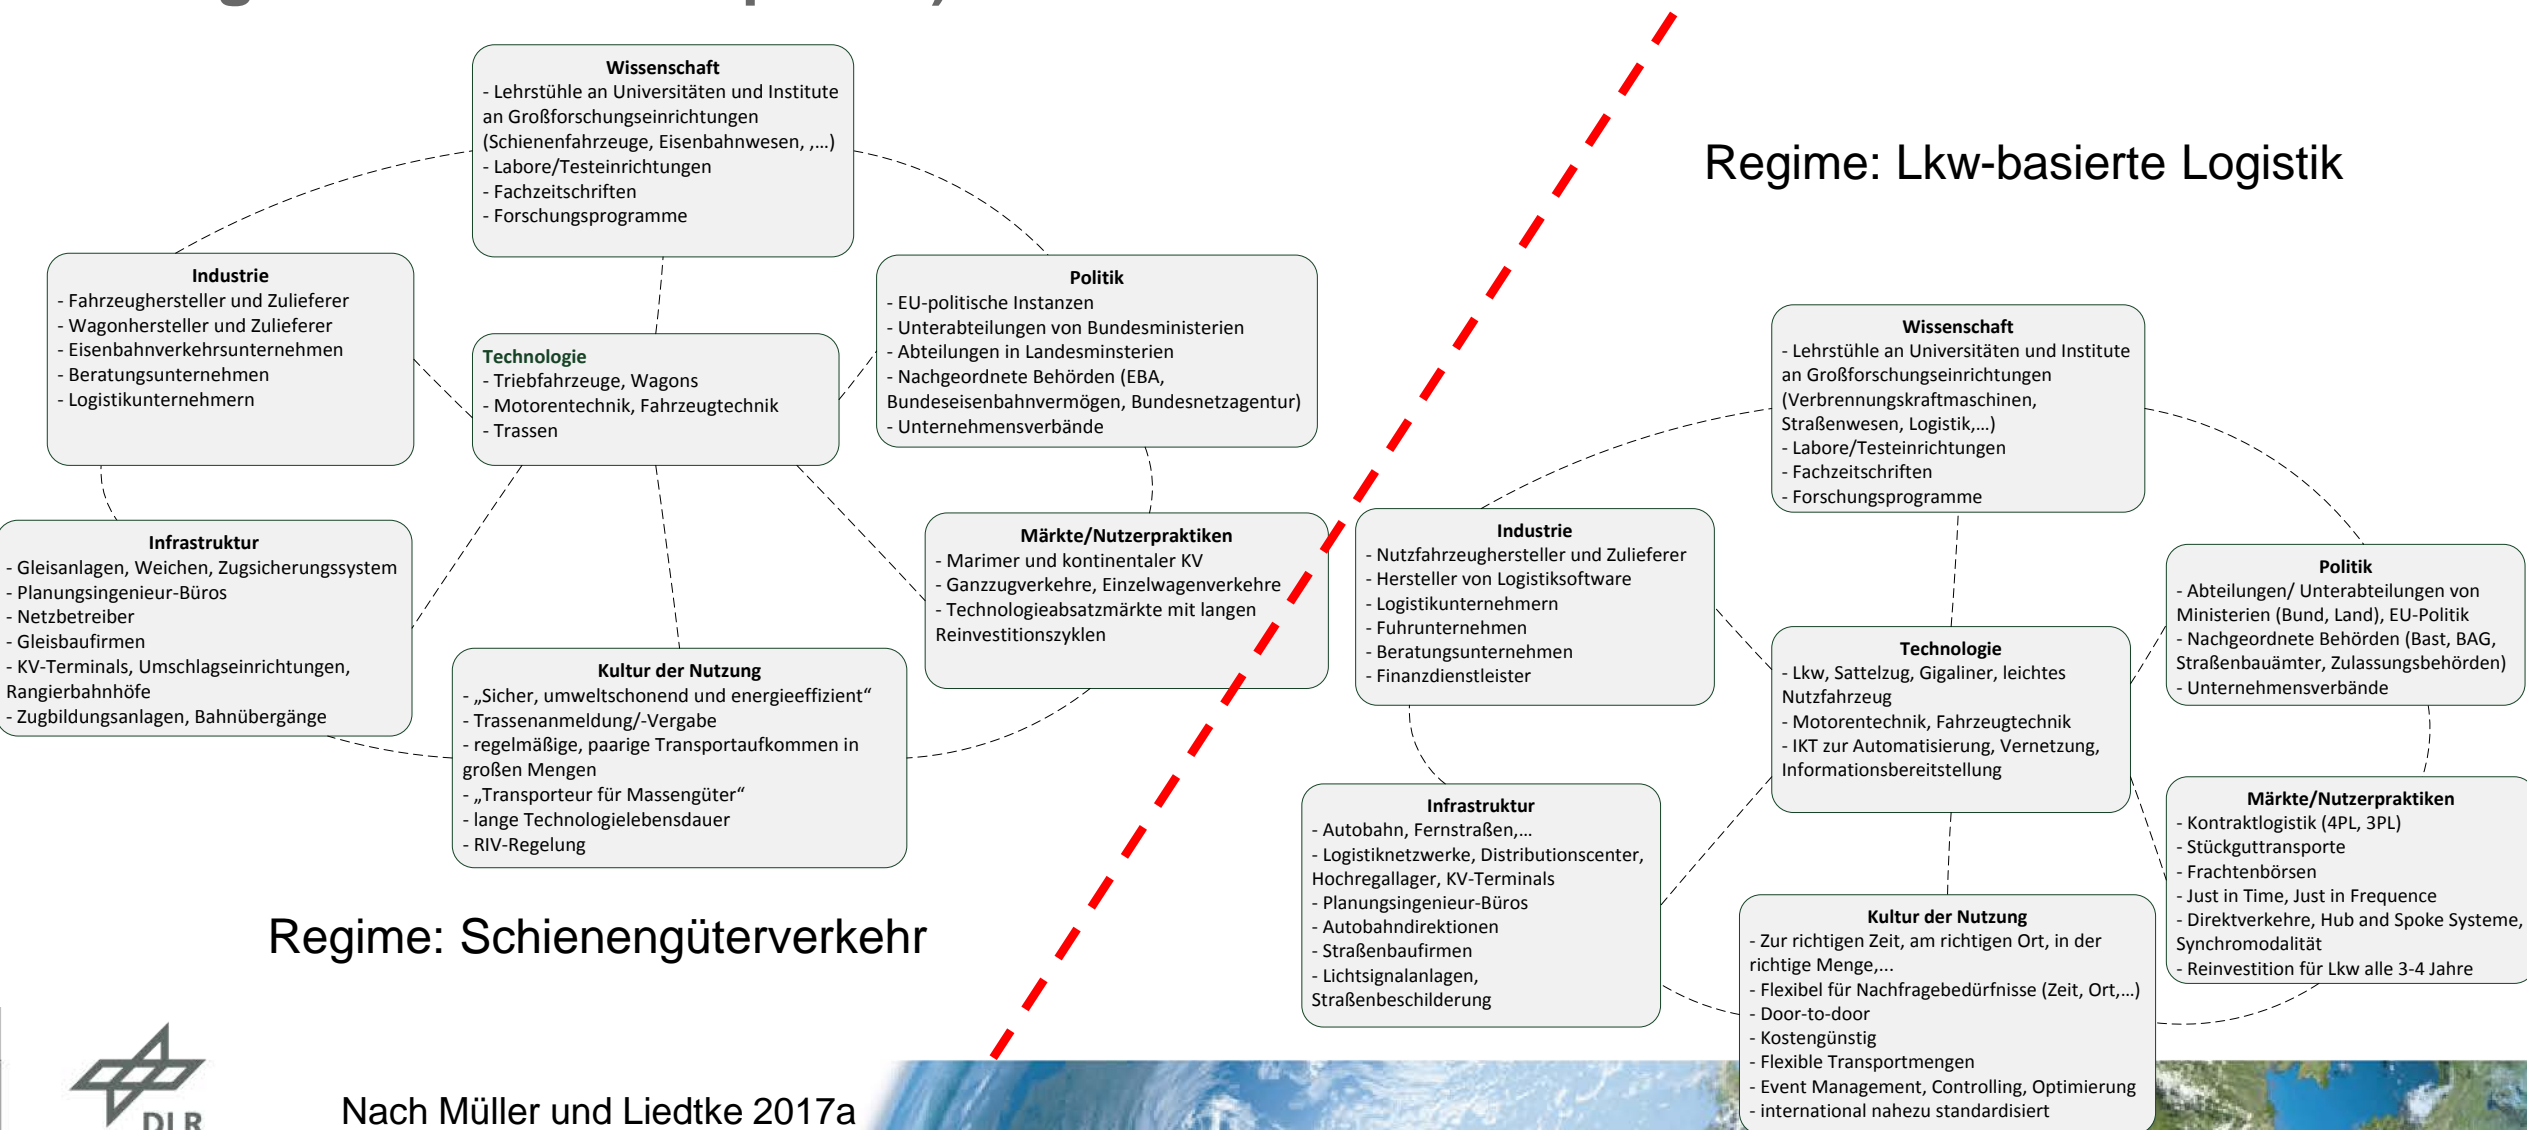 Wissenschaft
- Lehrstühle an Universitäten und Institute
an Großforschungseinrichtungen
(Schienenfahrzeuge, Eisenbahnwesen, ,...)
- Labore/Testeinrichtungen
- Fachzeitschriften
- Forschungsprogramme
Industrie
- Fahrzeughersteller und Zulieferer
- Wagonhersteller und Zulieferer
- Eisenbahnverkehrsunternehmen
- Beratungsunternehmen
- Logistikunternehmern
Technologie
- Triebfahrzeuge, Wagons
- Motorentechnik, Fahrzeugtechnik
- Trassen
Politik
- EU-politische Instanzen
- Unterabteilungen von Bundesministerien
- Abteilungen in Landesminsterien
- Nachgeordnete Behörden (EBA,
Bundeseisenbahnvermögen, Bundesnetzagentur)
- Unternehmensverbände
Infrastruktur
- Gleisanlagen, Weichen, Zugsicherungssystem
- Planungsingenieur-Büros
- Netzbetreiber
- Gleisbaufirmen
- KV-Terminals, Umschlagseinrichtungen,
Rangierbahnhöfe
- Zugbildungsanlagen, Bahnübergänge
Kultur der Nutzung
- „Sicher, umweltschonend und energieeffizient“
- Trassenanmeldung/-Vergabe
- regelmäßige, paarige Transportaufkommen in
großen Mengen
- „Transporteur für Massengüter“
- lange Technologielebensdauer
- RIV-Regelung
Märkte/Nutzerpraktiken
- Marimer und kontinentaler KV
- Ganzzugverkehre, Einzelwagenverkehre
- Technologieabsatzmärkte mit langen
Reinvestitionszyklen
Regime: Schienengüterverkehr
Regime: Lkw-basierte Logistik
Wissenschaft
- Lehrstühle an Universitäten und Institute
an Großforschungseinrichtungen
(Verbrennungskraftmaschinen,
Straßenwesen, Logistik,...)
- Labore/Testeinrichtungen
- Fachzeitschriften
- Forschungsprogramme
Industrie
- Nutzfahrzeughersteller und Zulieferer
- Hersteller von Logistiksoftware
- Logistikunternehmern
- Fuhrunternehmen
- Beratungsunternehmen
- Finanzdienstleister
Technologie
- Lkw, Sattelzug, Gigaliner, leichtes
Nutzfahrzeug
- Motorentechnik, Fahrzeugtechnik
- IKT zur Automatisierung, Vernetzung,
Informationsbereitstellung
Politik
- Abteilungen/ Unterabteilungen von
Ministerien (Bund, Land), EU-Politik
- Nachgeordnete Behörden (Bast, BAG,
Straßenbauämter, Zulassungsbehörden)
- Unternehmensverbände
Infrastruktur
- Autobahn, Fernstraßen,...
- Logistiknetzwerke, Distributionscenter,
Hochregallager, KV-Terminals
- Planungsingenieur-Büros
- Autobahndirektionen
- Straßenbaufirmen
- Lichtsignalanlagen,
Straßenbeschilderung
Kultur der Nutzung
- Zur richtigen Zeit, am richtigen Ort, in der
richtige Menge,...
- Flexibel für Nachfragebedürfnisse (Zeit, Ort,...)
- Door-to-door
- Kostengünstig
- Flexible Transportmengen
- Event Management, Controlling, Optimierung
- international nahezu standardisiert
Märkte/Nutzerpraktiken
- Kontraktlogistik (4PL, 3PL)
- Stückguttransporte
- Frachtenbörsen
- Just in Time, Just in Frequence
- Direktverkehre, Hub and Spoke Systeme,
Synchromodalität
- Reinvestition für Lkw alle 3-4 Jahre
DLR
Nach Müller und Liedtke 2017a